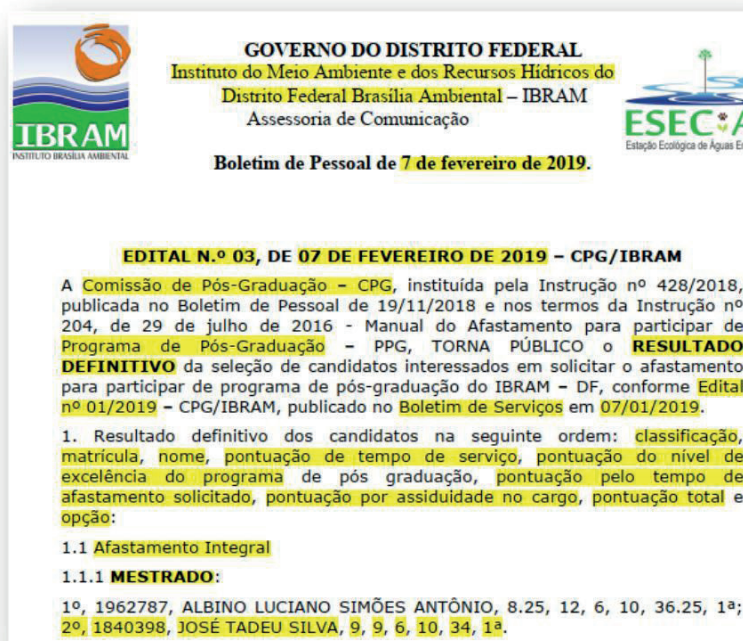 GOVERNO DO DISTRITO FEDERAL
Instituto do Meio Ambiente e dos Recursos Hídricos do
Distrito Federal Brasília Ambiental – IBRAM
Assessoria de Comunicação
IBRAM
INSTITUTO BRASÍLIA AMBIENTAL
ESEC
Estação Ecológica de Águas
Boletim de Pessoal de 7 de fevereiro de 2019.
EDITAL N.º 03, DE 07 DE FEVEREIRO DE 2019 – CPG/IBRAM
A Comissão de Pós-Graduação – CPG, instituída pela Instrução nº 428/2018,
publicada no Boletim de Pessoal de 19/11/2018 e nos termos da Instrução nº
204, de 29 de julho de 2016 - Manual do Afastamento para participar de
Programa de Pós-Graduação – PPG, TORNA PÚBLICO o RESULTADO
DEFINITIVO da seleção de candidatos interessados em solicitar o afastamento
para participar de programa de pós-graduação do IBRAM – DF, conforme Edital
nº 01/2019 – CPG/IBRAM, publicado no Boletim de Serviços em 07/01/2019.
1. Resultado definitivo dos candidatos na seguinte ordem: classificação,
matrícula, nome, pontuação de tempo de serviço, pontuação do nível de
excelência do programa de pós graduação, pontuação pelo tempo de
afastamento solicitado, pontuação por assiduidade no cargo, pontuação total e
opção:
1.1 Afastamento Integral
1.1.1 MESTRADO:
1º, 1962787, ALBINO LUCIANO SIMÕES ANTÔNIO, 8.25, 12, 6, 10, 36.25, 1ª;
2º, 1840398, JOSÉ TADEU SILVA, 9, 9, 6, 10, 34, 1ª.